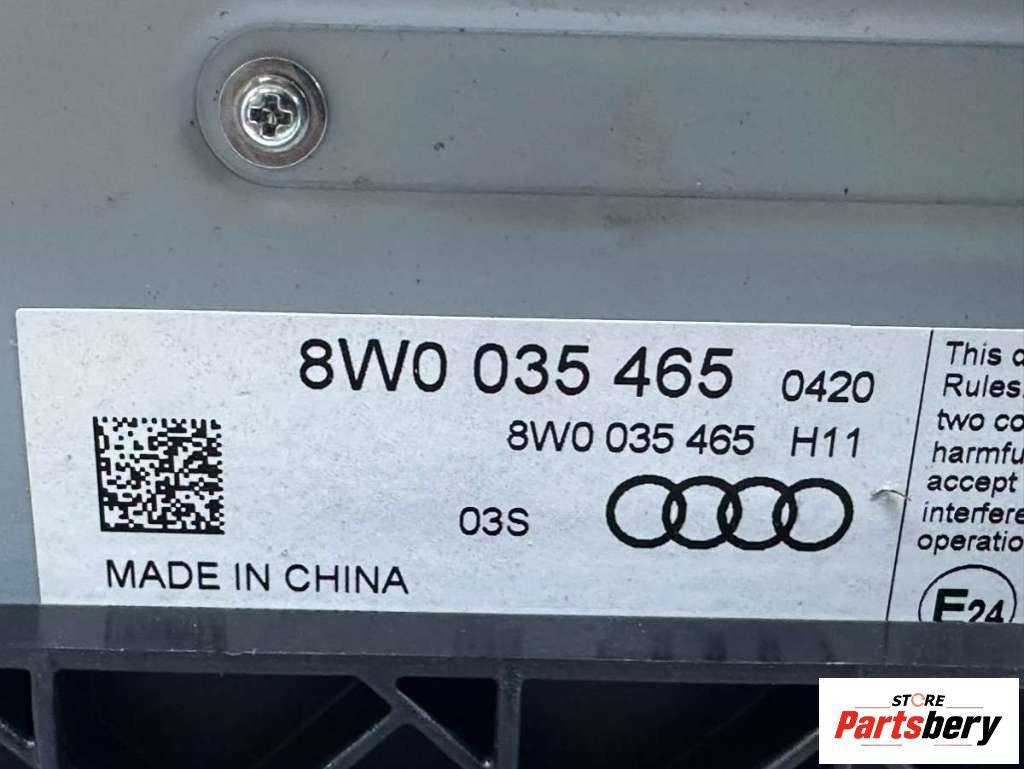 8W0 035 465 0420
8W0 035 465 H11
03S
MADE IN CHINA
This
Rules.
two
harmfu
accept
interfere
operatio
E24
STORE
Partsbery